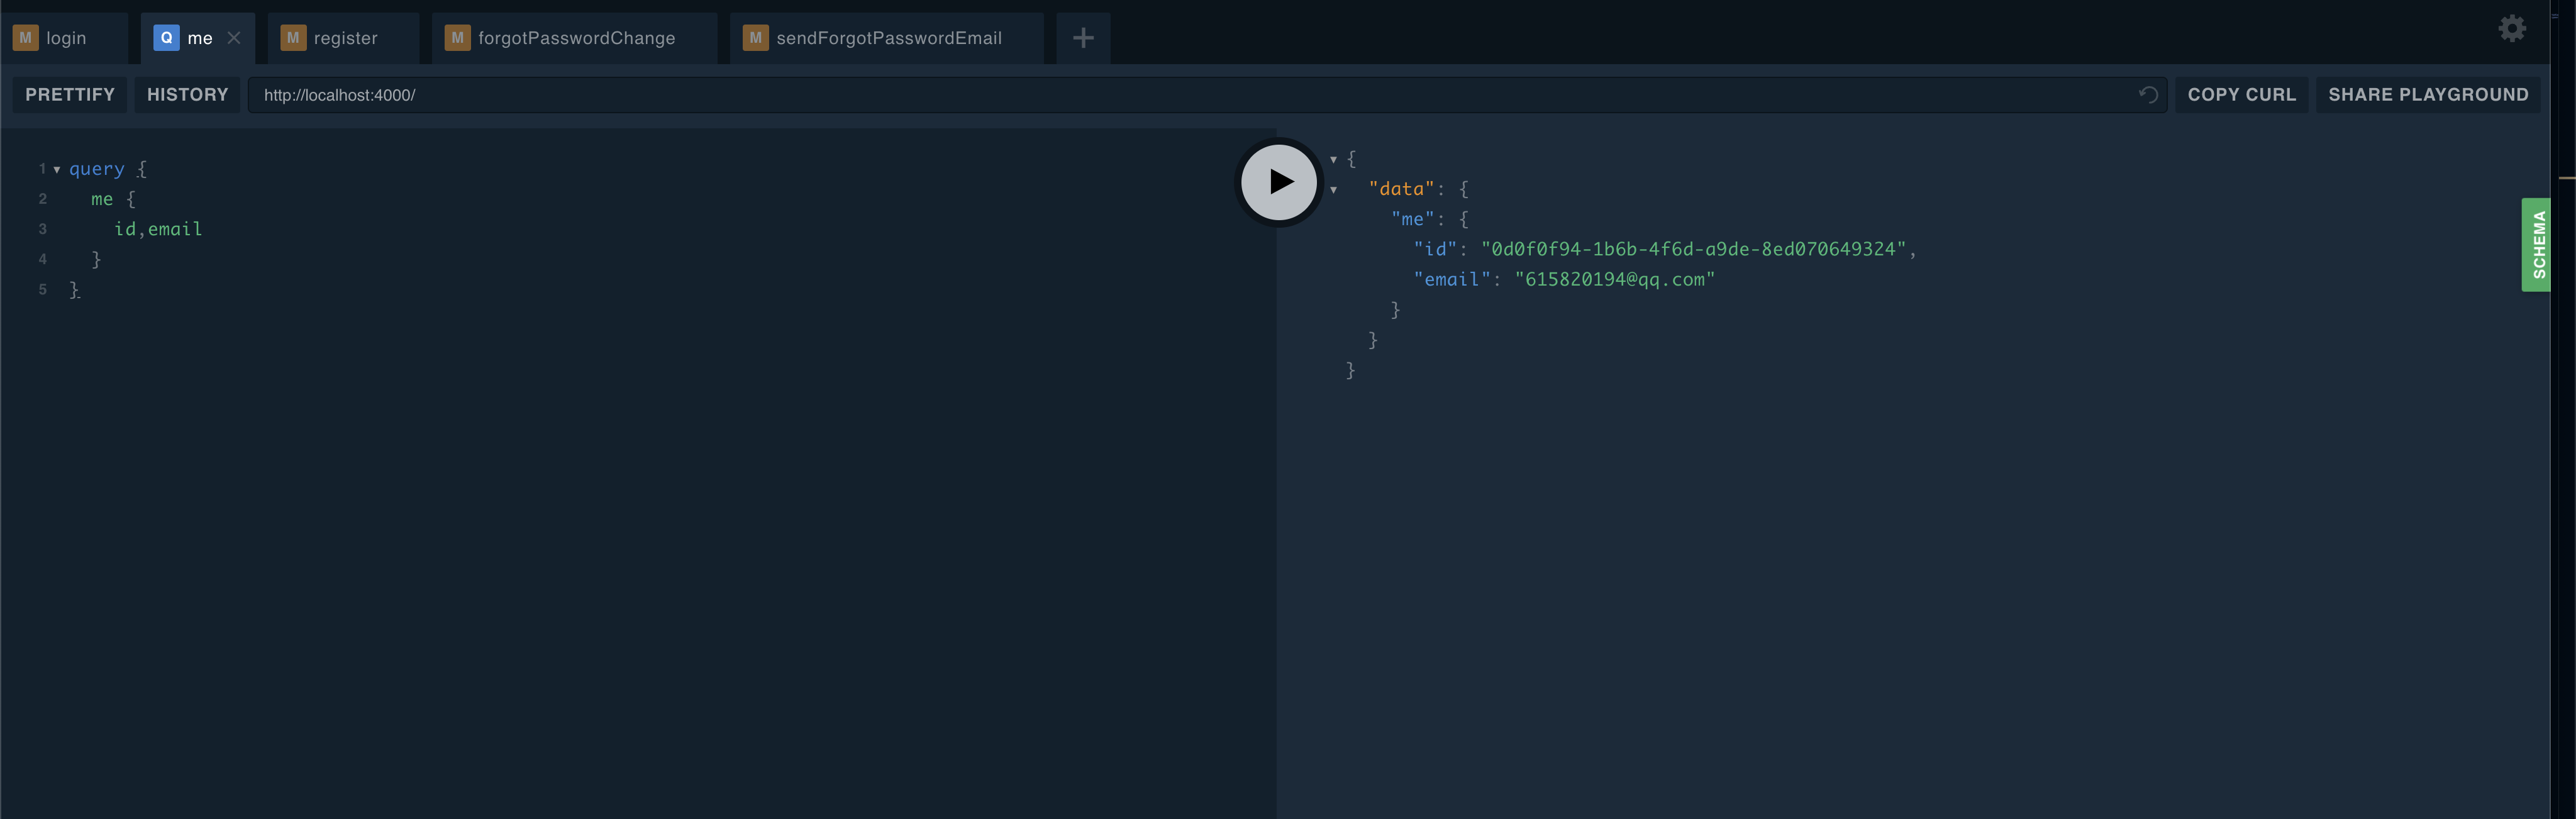 M login
Q me
M register
M forgotPasswordChange
M sendForgotPasswordEmail
PRETTIFY
HISTORY
http://localhost:4000/
COPY CURL
SHARE PLAYGROUND
1 query {
2 me {
3 id,email
4 }
5 }
{
"data": {
"me": {
"id": "0d0f0f94-1b6b-4f6d-a9de-8ed070649324",
"email": "615820194@qq.com"
}
}
}
SCHEMA